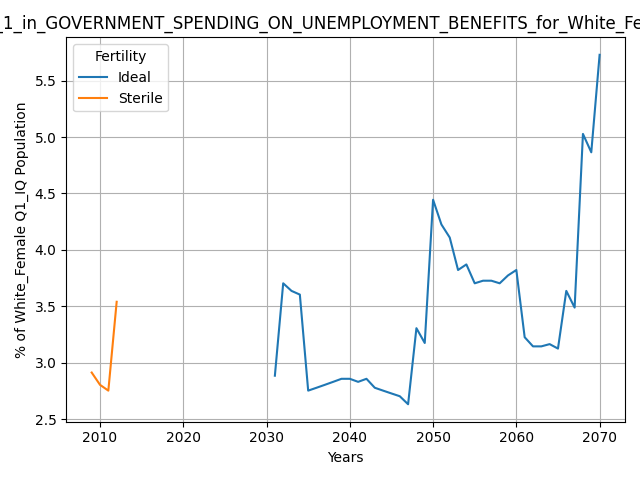 _1_in_GOVERNMENT_SPENDING_ON_UNEMPLOYMENT_BENEFITS_for_White_Fe
Fertility
Ideal
Sterile
% of White_Female Q1_IQ Population
5.5
5.0
4.5
4.0
3.5
3.0
2.5
2010 2020 2030 2040 2050 2060 2070
Years